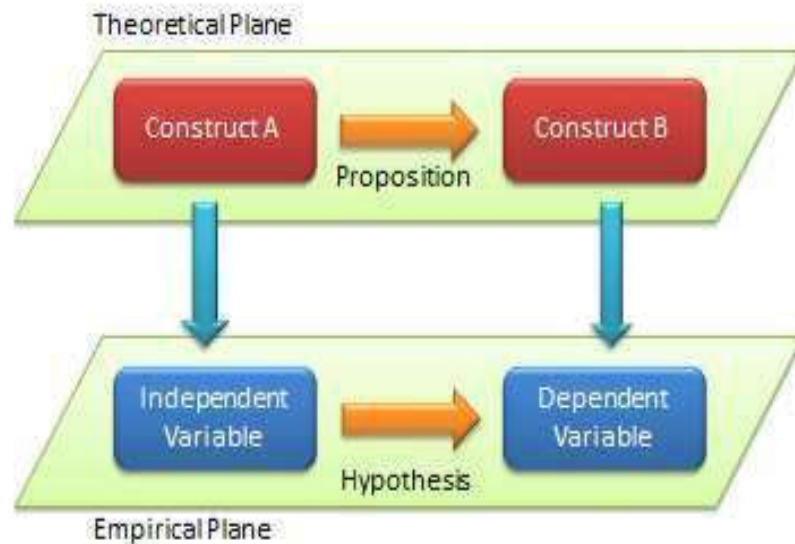 Theoretical Plane
Construct A
Construct B
Proposition
Independent
Variable
Dependent
Variable
Hypothesis
Empirical Plane